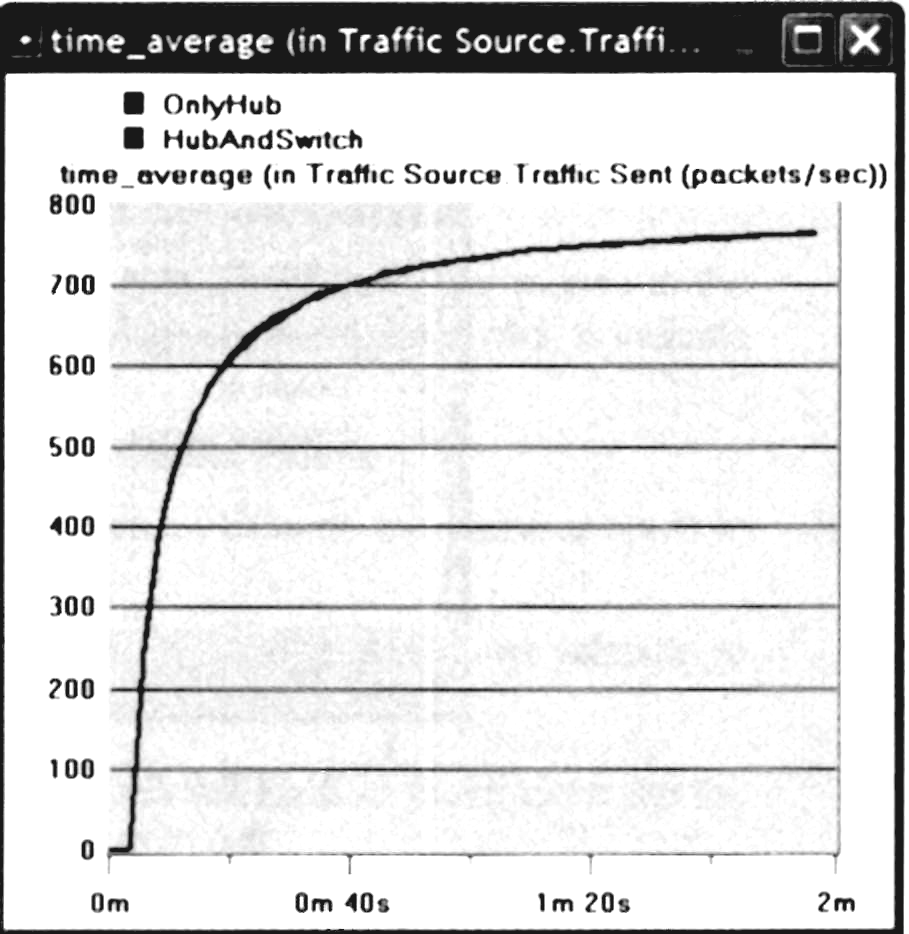 time_average (in Traffic Source.Traffi...
OnlyHub
HubAndSwitch
time_average (in Traffic Source.Traffic Sent (packets/sec))
800
700
600
500
400
300
200
100
0
0m 0m 40s 1m 20s 2m